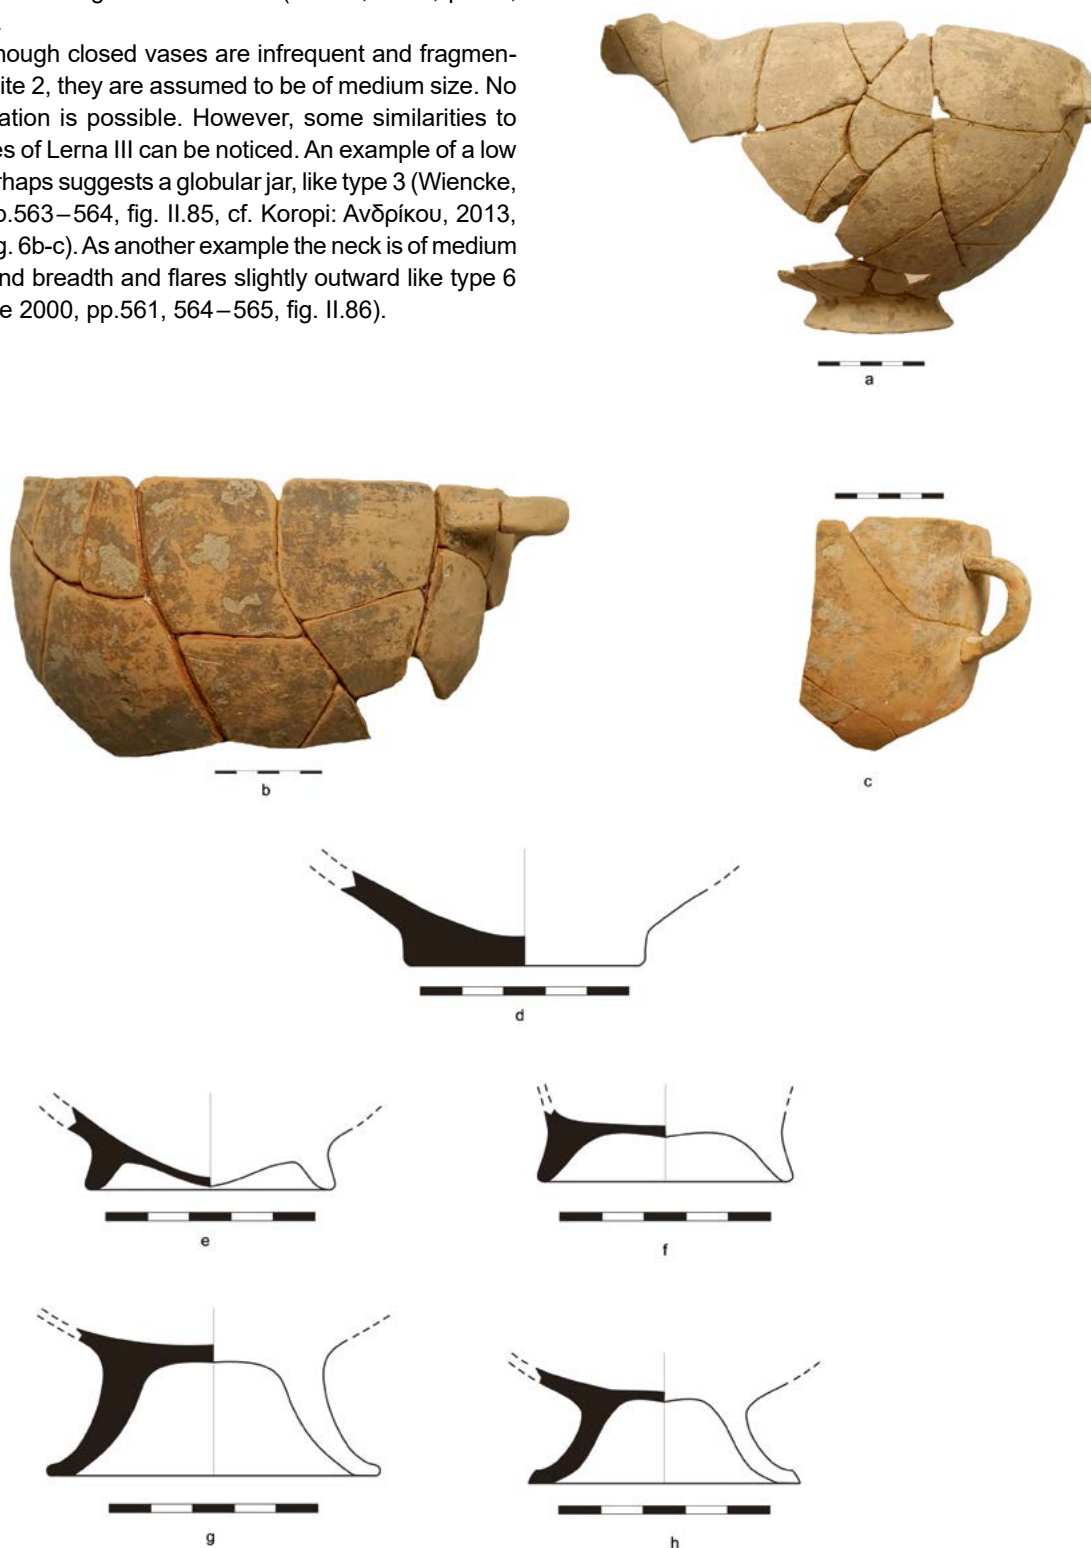 nough closed vases are infrequent and fragmen-
ite 2, they are assumed to be of medium size. No
ation is possible. However, some similarities to
es of Lerna III can be noticed. An example of a low
rhaps suggests a globular jar, like type 3 (Wiencke,
p.563–564, fig. II.85, cf. Koropi: Ανδρίκου, 2013,
g. 6b-c). As another example the neck is of medium
nd breadth and flares slightly outward like type 6
e 2000, pp.561, 564–565, fig. II.86).
a
b
c
d
e
f
g
h